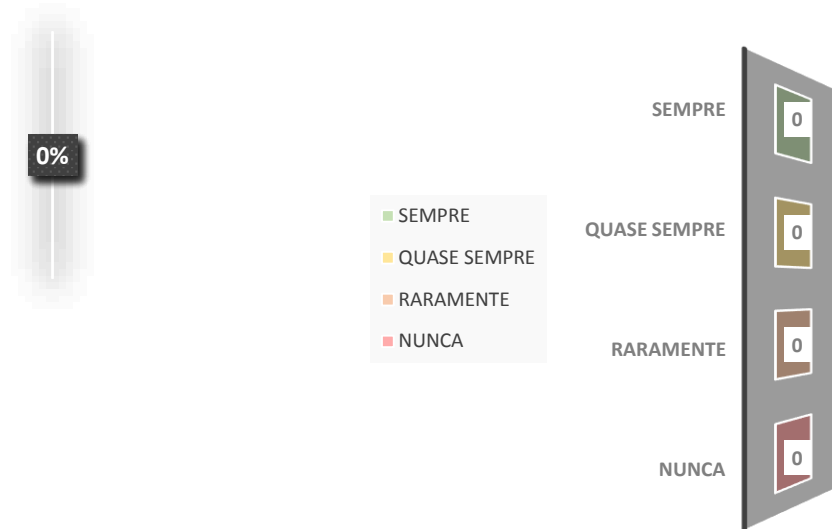 0%
SEMPRE
QUASE SEMPRE
RARAMENTE
NUNCA
SEMPRE 0
QUASE SEMPRE 0
RARAMENTE 0
NUNCA 0